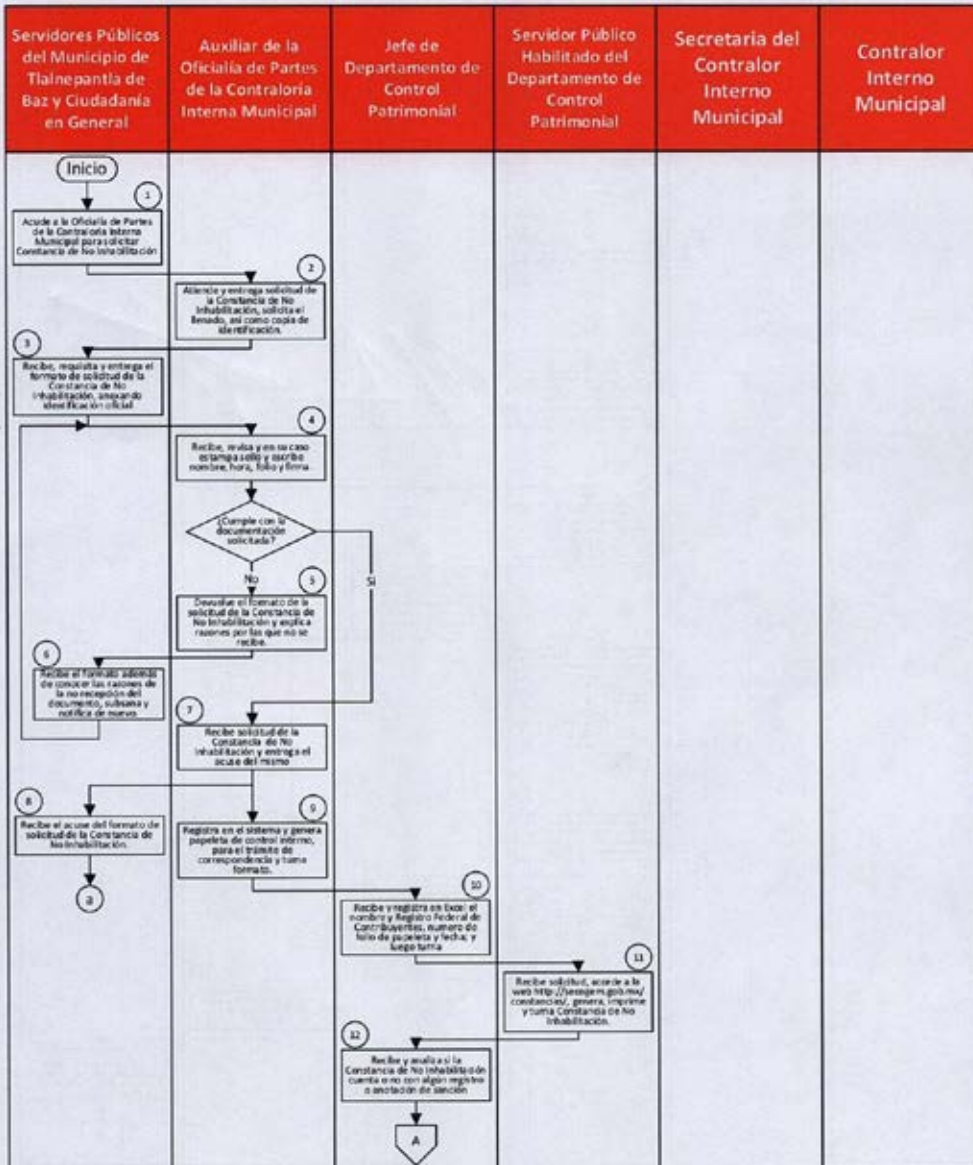 Servidores Públicos
del Municipio de
Tlalnepantla de
Baz y Ciudadanía
en General
Auxiliar de la
Oficialía de Partes
de la Contraloría
Interna Municipal
Jefe de
Departamento de
Control
Patrimonial
Servidor Público
Habilitado del
Departamento de
Control
Patrimonial
Secretaria del
Contralor
Interno
Municipal
Contralor
Interno
Municipal
Inicio
1
Acude a la Oficialía de Partes
de la Contraloría Interna
Municipal para solicitar
Constancia de No Inhabilitación
2
Atiende y entrega solicitud de
la Constancia de No
Inhabilitación, solicita el
llenado, así como copia de
identificación.
3
Recibe, requisita y entrega el
formato de solicitud de la
Constancia de No
Inhabilitación, anexando
identificación oficial
4
Recibe, revisa y en su caso
estampa sello y escribe
nombre, hora, folio y firma
¿Cumple con la
documentación
solicitada?
No
Si
5
Devuelve el formato de la
solicitud de la Constancia de
No Inhabilitación y explica
razones por las que no se
recibe.
6
Recibe el formato además
de conocer las razones de
la no recepción del
documento, subsana y
notifica de nuevo
7
Recibe solicitud de la
Constancia de No
Inhabilitación y entrega el
acuse del mismo
8
Recibe el acuse del formato de
solicitud de la Constancia de
No Inhabilitación.
a
9
Registra en el sistema y genera
papeleta de control interno,
para el trámite de
correspondencia y turna
formato.
10
Recibe y registra en Excel el
nombre y Registro Federal de
Contribuyentes, numero de
folio de papeleta y fecha; y
luego turna
11
Recibe solicitud, acorde a la
web http://secogem.gob.mx/
constancias/, genera, imprime
y turna Constancia de No
Inhabilitación.
12
Recibe y analiza si la
Constancia de No Inhabilitación
cuenta o no con algún registro
o anotación de sanción
A